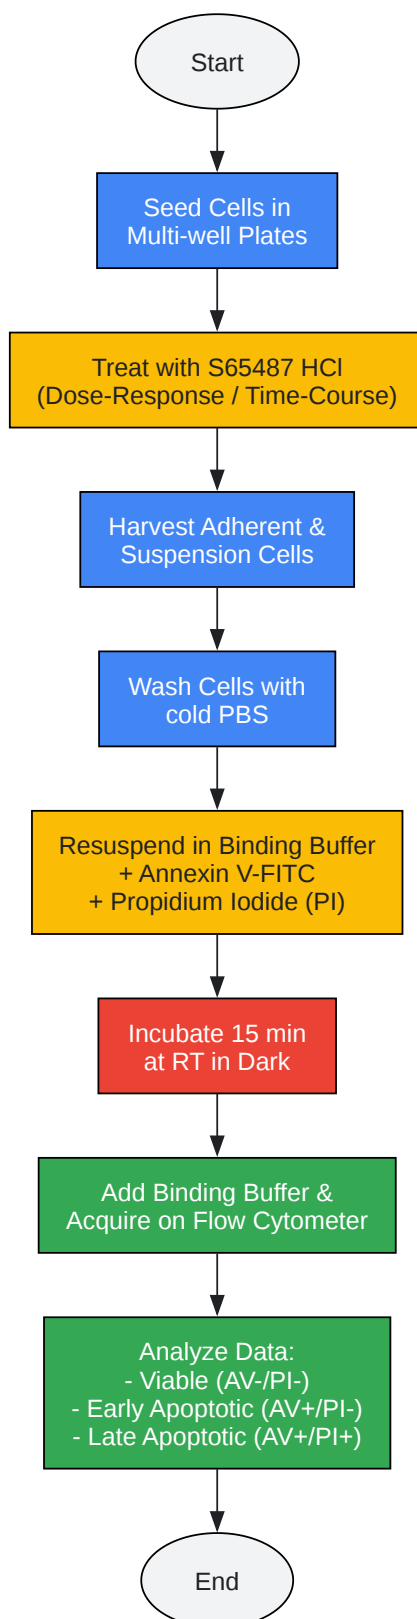 Start
Seed Cells in
Multi-well Plates
Treat with S65487 HCl
(Dose-Response / Time-Course)
Harvest Adherent &
Suspension Cells
Wash Cells with
cold PBS
Resuspend in Binding Buffer
+ Annexin V-FITC
+ Propidium Iodide (PI)
Incubate 15 min
at RT in Dark
Add Binding Buffer &
Acquire on Flow Cytometer
Analyze Data:
- Viable (AV-/PI-)
- Early Apoptotic (AV+/PI-)
- Late Apoptotic (AV+/PI+)
End